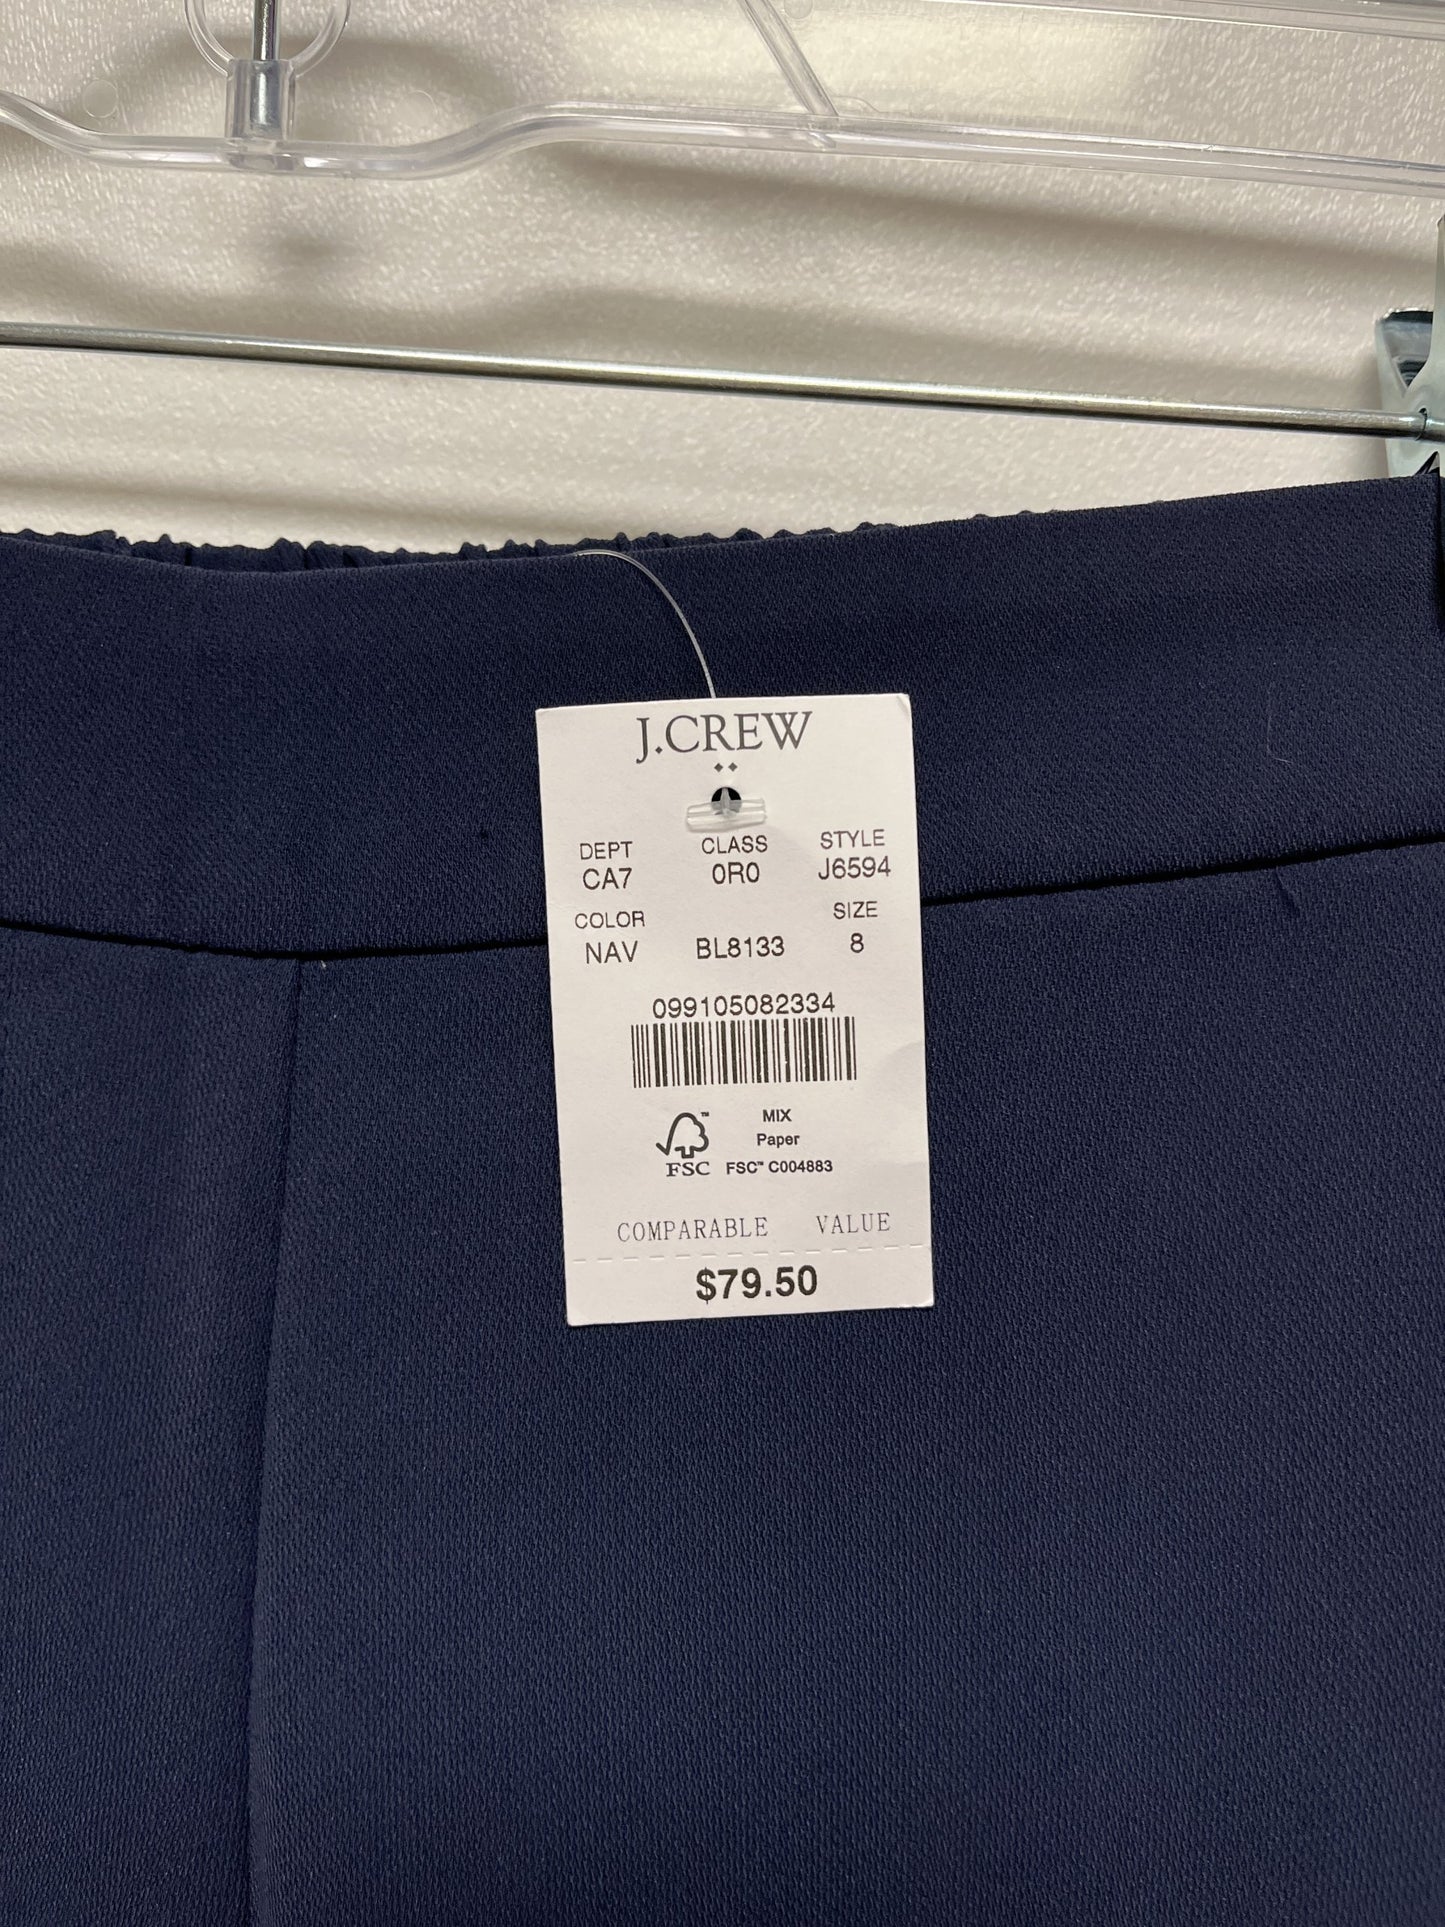 J.CREW
DEPT CLASS STYLE
CA7 0R0 J6594
COLOR SIZE
NAV BL8133 8
099105082334
MIX
Paper
FSC™ C004883
FSC
COMPARABLE VALUE
$79.50